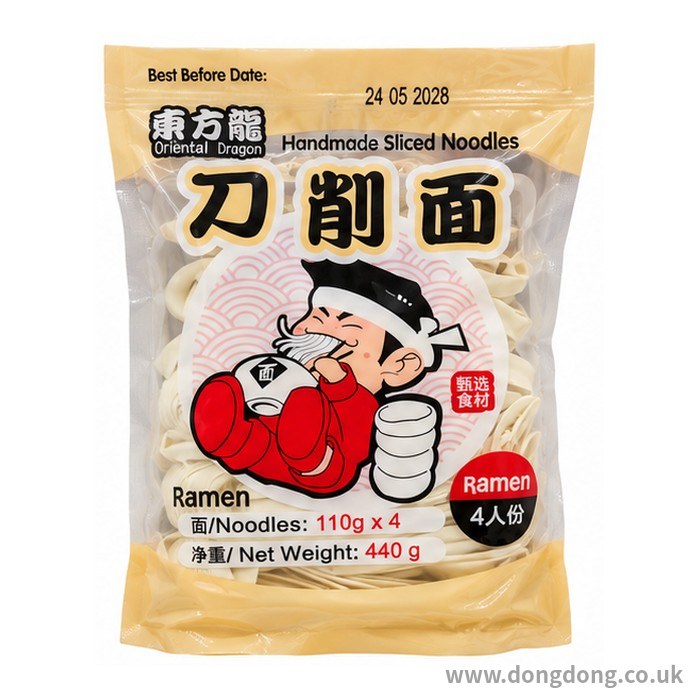 Best Before Date:
24 05 2028
東方龍
Oriental Dragon
Handmade Sliced Noodles
刀削面
面
甄选
食材
Ramen
Ramen
4人份
面/Noodles: 110g x 4
净重/ Net Weight: 440 g
www.dongdong.co.uk